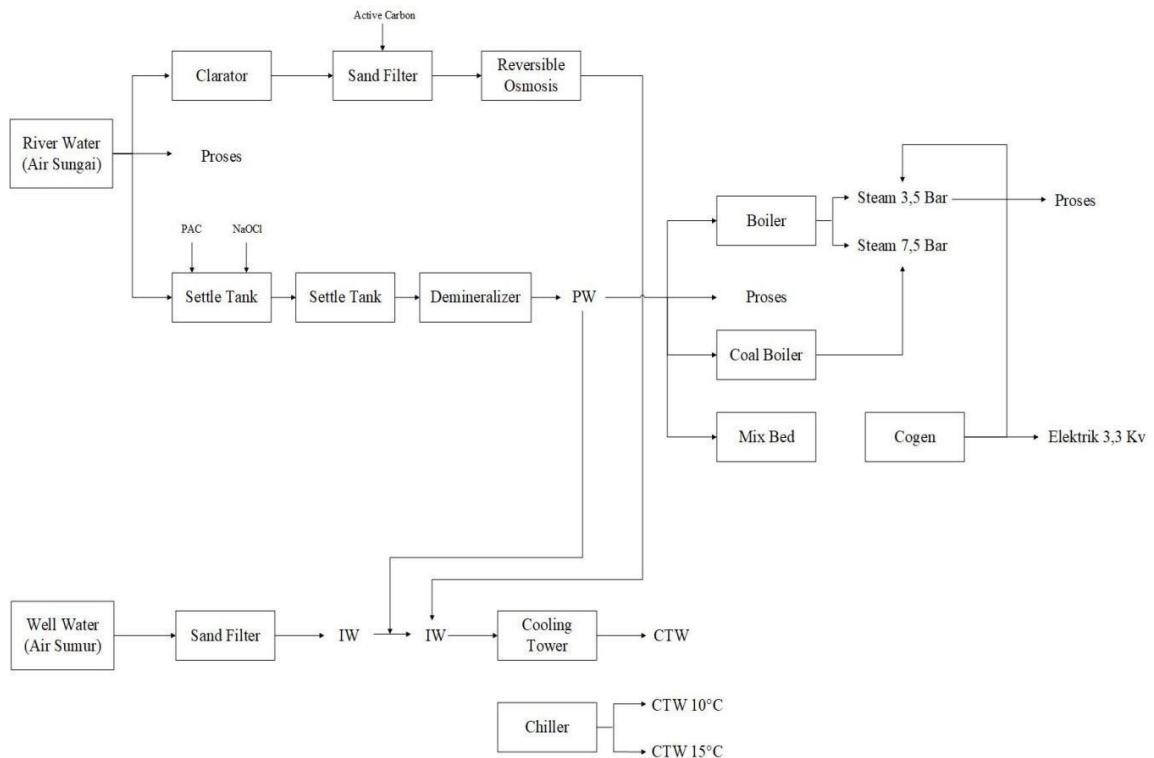 Active Carbon
Clarator
Sand Filter
Reversible
Osmosis
River Water
(Air Sungai)
Proses
PAC
NaOCl
Settle Tank
Settle Tank
Demineralizer
PW
Boiler
Steam 3,5 Bar
Proses
Steam 7,5 Bar
Proses
Coal Boiler
Mix Bed
Cogen
Elektrik 3,3 Kv
Well Water
(Air Sumur)
Sand Filter
IW
IW
Cooling
Tower
CTW
Chiller
CTW 10°C
CTW 15°C